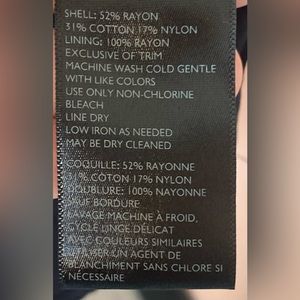 SHELL: 52% RAYON
31% COTTON 17% NYLON
LINING: 100% RAYON
EXCLUSIVE OF TRIM
MACHINE WASH COLD GENTLE
WITH LIKE COLORS
USE ONLY NON-CHLORINE
BLEACH
LINE DRY
LOW IRON AS NEEDED
MAY BE DRY CLEANED
COQUILLE: 52% RAYONNE
31% COTON 17% NYLON
DOUBLURE: 100% RAYONNE
SAUF BORDURE
LAVAGE MACHINE À FROID,
CYCLE LINGE DÉLICAT
AVEC COULEURS SIMILAIRES
UN AGENT DE
BLANCHIMENT SANS CHLORE SI
NÉCESSAIRE